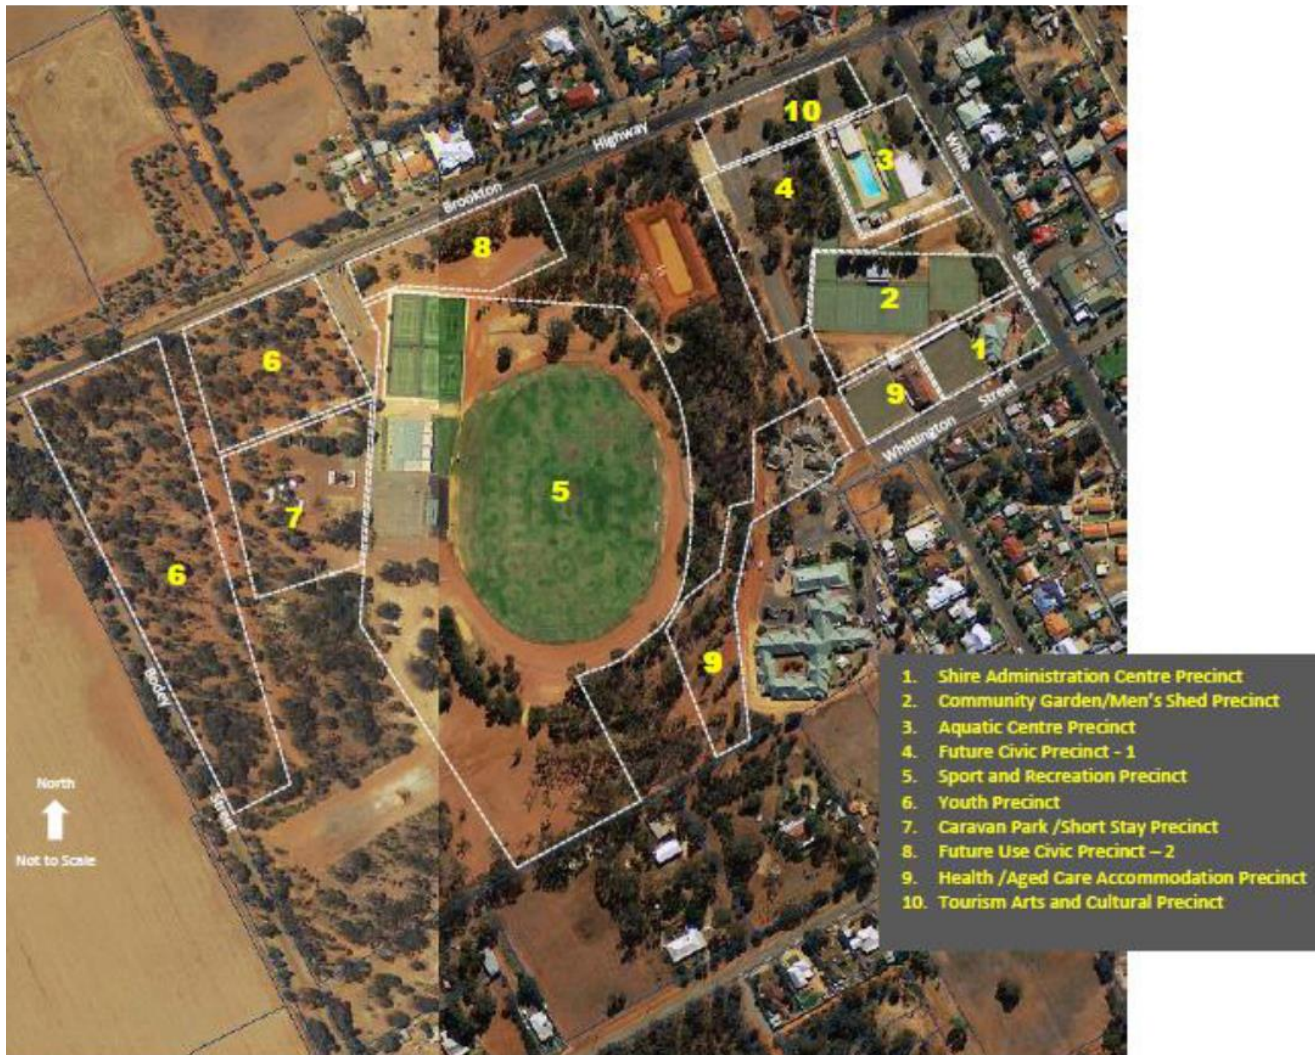 10
White
Highway
3
4
Brookton
8
Street
2
1
6
9
Street
Whittington
5
7
6
9
Bodey
Street
North
Not to Scale
1. Shire Administration Centre Precinct
2. Community Garden/Men's Shed Precinct
3. Aquatic Centre Precinct
4. Future Civic Precinct - 1
5. Sport and Recreation Precinct
6. Youth Precinct
7. Caravan Park /Short Stay Precinct
8. Future Use Civic Precinct – 2
9. Health /Aged Care Accommodation Precinct
10. Tourism Arts and Cultural Precinct